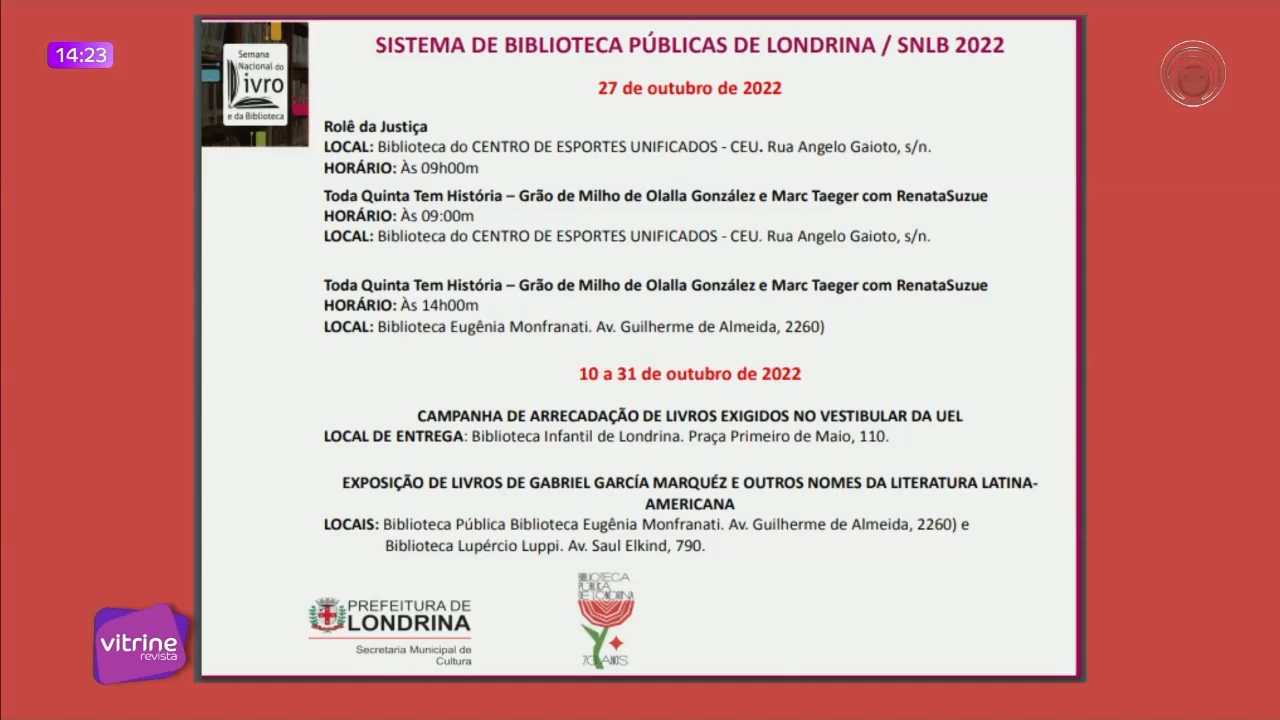 14:23
Semana
Nacional do
Livro
e da Biblioteca
SISTEMA DE BIBLIOTECA PÚBLICAS DE LONDRINA / SNLB 2022
27 de outubro de 2022
Rolê da Justiça
LOCAL: Biblioteca do CENTRO DE ESPORTES UNIFICADOS - CEU. Rua Angelo Gaioto, s/n.
HORÁRIO: Às 09h00m
Toda Quinta Tem História – Grão de Milho de Olalla González e Marc Taeger com RenataSuzue
HORÁRIO: Às 09:00m
LOCAL: Biblioteca do CENTRO DE ESPORTES UNIFICADOS - CEU. Rua Angelo Gaioto, s/n.
Toda Quinta Tem História – Grão de Milho de Olalla González e Marc Taeger com RenataSuzue
HORÁRIO: Às 14h00m
LOCAL: Biblioteca Eugênia Monfranati. Av. Guilherme de Almeida, 2260)
10 a 31 de outubro de 2022
CAMPANHA DE ARRECADAÇÃO DE LIVROS EXIGIDOS NO VESTIBULAR DA UEL
LOCAL DE ENTREGA: Biblioteca Infantil de Londrina. Praça Primeiro de Maio, 110.
EXPOSIÇÃO DE LIVROS DE GABRIEL GARCÍA MARQUÉZ E OUTROS NOMES DA LITERATURA LATINA-
AMERICANA
LOCAIS: Biblioteca Pública Biblioteca Eugênia Monfranati. Av. Guilherme de Almeida, 2260) e
Biblioteca Lupércio Luppi. Av. Saul Elkind, 790.
PREFEITURA DE
LONDRINA
Secretaria Municipal de
Cultura
BIBLIOTECA
PÚBLICA
DE LONDRINA
70 ANOS
vitrine
revista